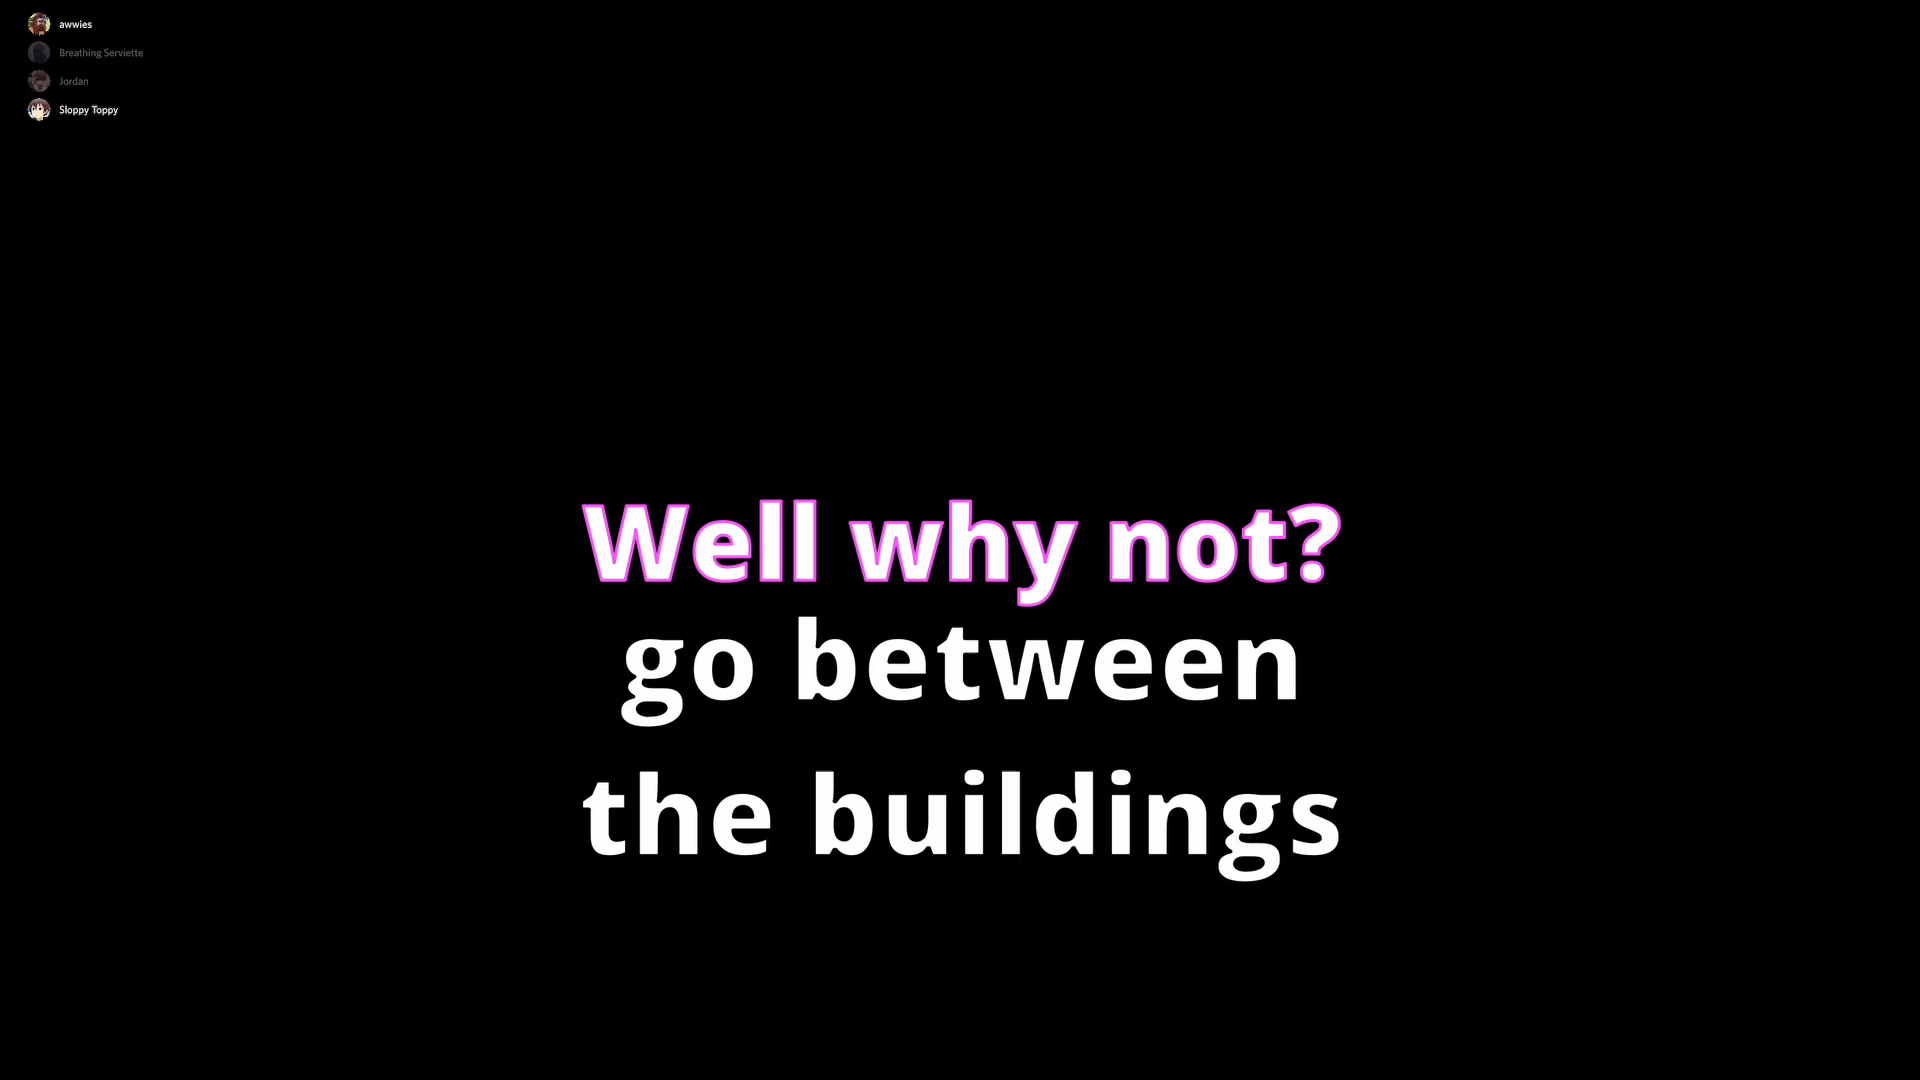 awwies
Breathing Serviette
Jordan
Sloppy Toppy
Well why not?
go between
the buildings